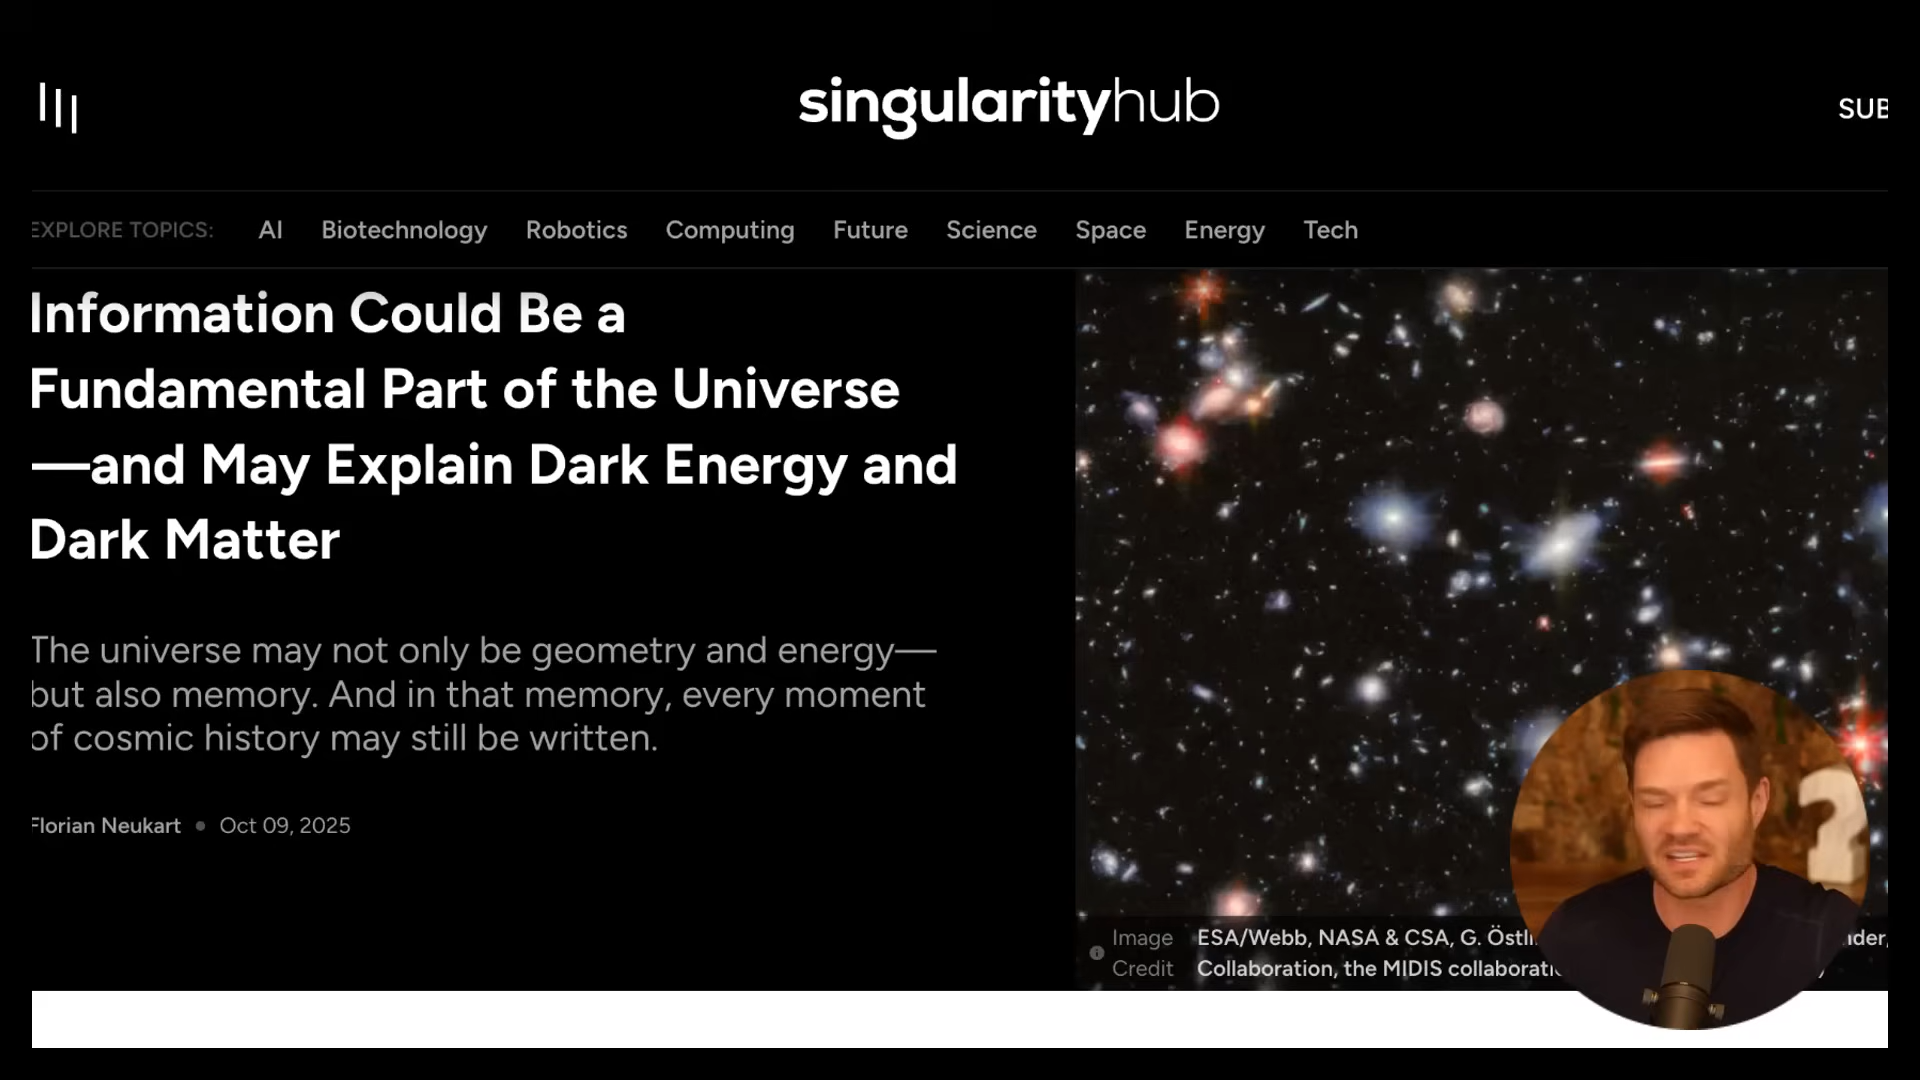 singularityhub
SUB
EXPLORE TOPICS: AI Biotechnology Robotics Computing Future Science Space Energy Tech
Information Could Be a
Fundamental Part of the Universe
—and May Explain Dark Energy and
Dark Matter
The universe may not only be geometry and energy—
but also memory. And in that memory, every moment
of cosmic history may still be written.
Florian Neukart • Oct 09, 2025
Image Credit
ESA/Webb, NASA & CSA, G.
Collaboration, the MIDIS
?